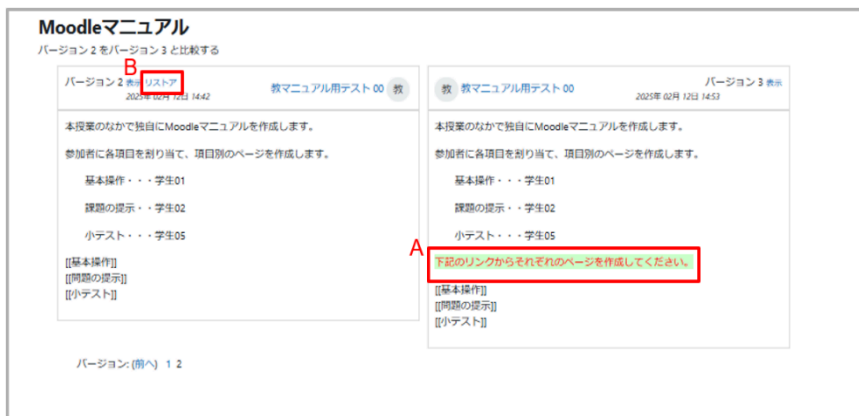 Moodleマニュアル
バージョン 2 をバージョン 3 と比較する
B
バージョン 2 表示 リストア
2025年 02月 12日 14:42
教マニュアル用テスト 00 教
本授業のなかで独自にMoodleマニュアルを作成します。
参加者に各項目を割り当て、項目別のページを作成します。
基本操作・・・学生01
課題の提示・・学生02
小テスト・・・学生05
[[基本操作]]
[[問題の提示]]
[[小テスト]]
教 教マニュアル用テスト 00
バージョン 3 表示
2025年 02月 12日 14:53
本授業のなかで独自にMoodleマニュアルを作成します。
参加者に各項目を割り当て、項目別のページを作成します。
基本操作・・・学生01
課題の提示・・学生02
小テスト・・・学生05
A
下記のリンクからそれぞれのページを作成してください。
[[基本操作]]
[[問題の提示]]
[[小テスト]]
バージョン: (前へ) 1 2